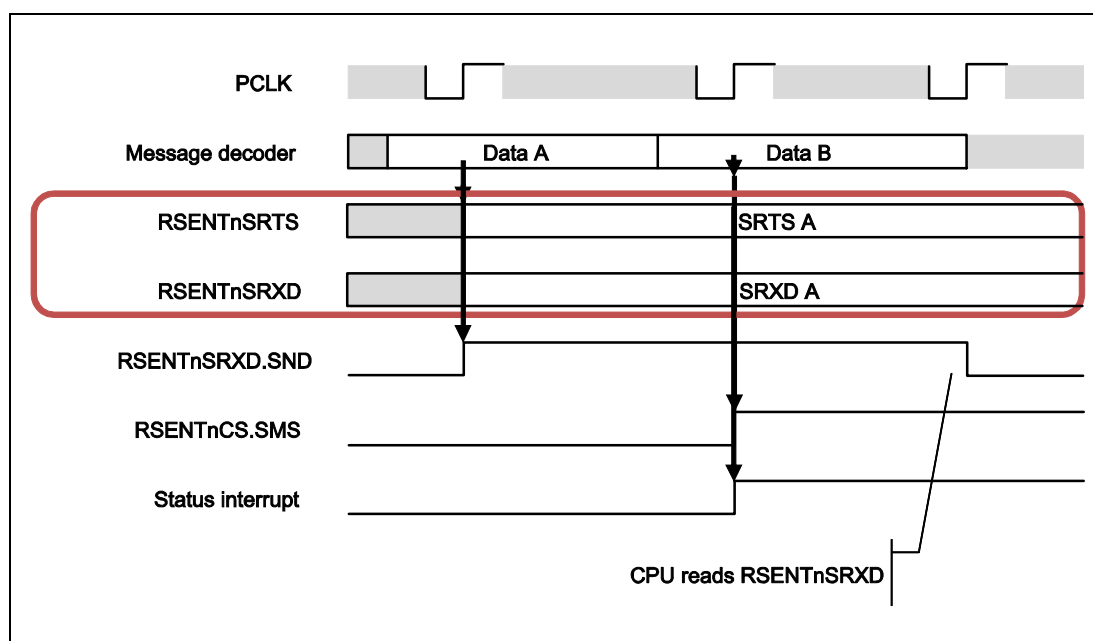 PCLK
Message decoder
Data A
Data B
RSENTnSRTS
SRTS A
RSENTnSRXD
SRXD A
RSENTnSRXD.SND
RSENTnCS.SMS
Status interrupt
CPU reads RSENTnSRXD